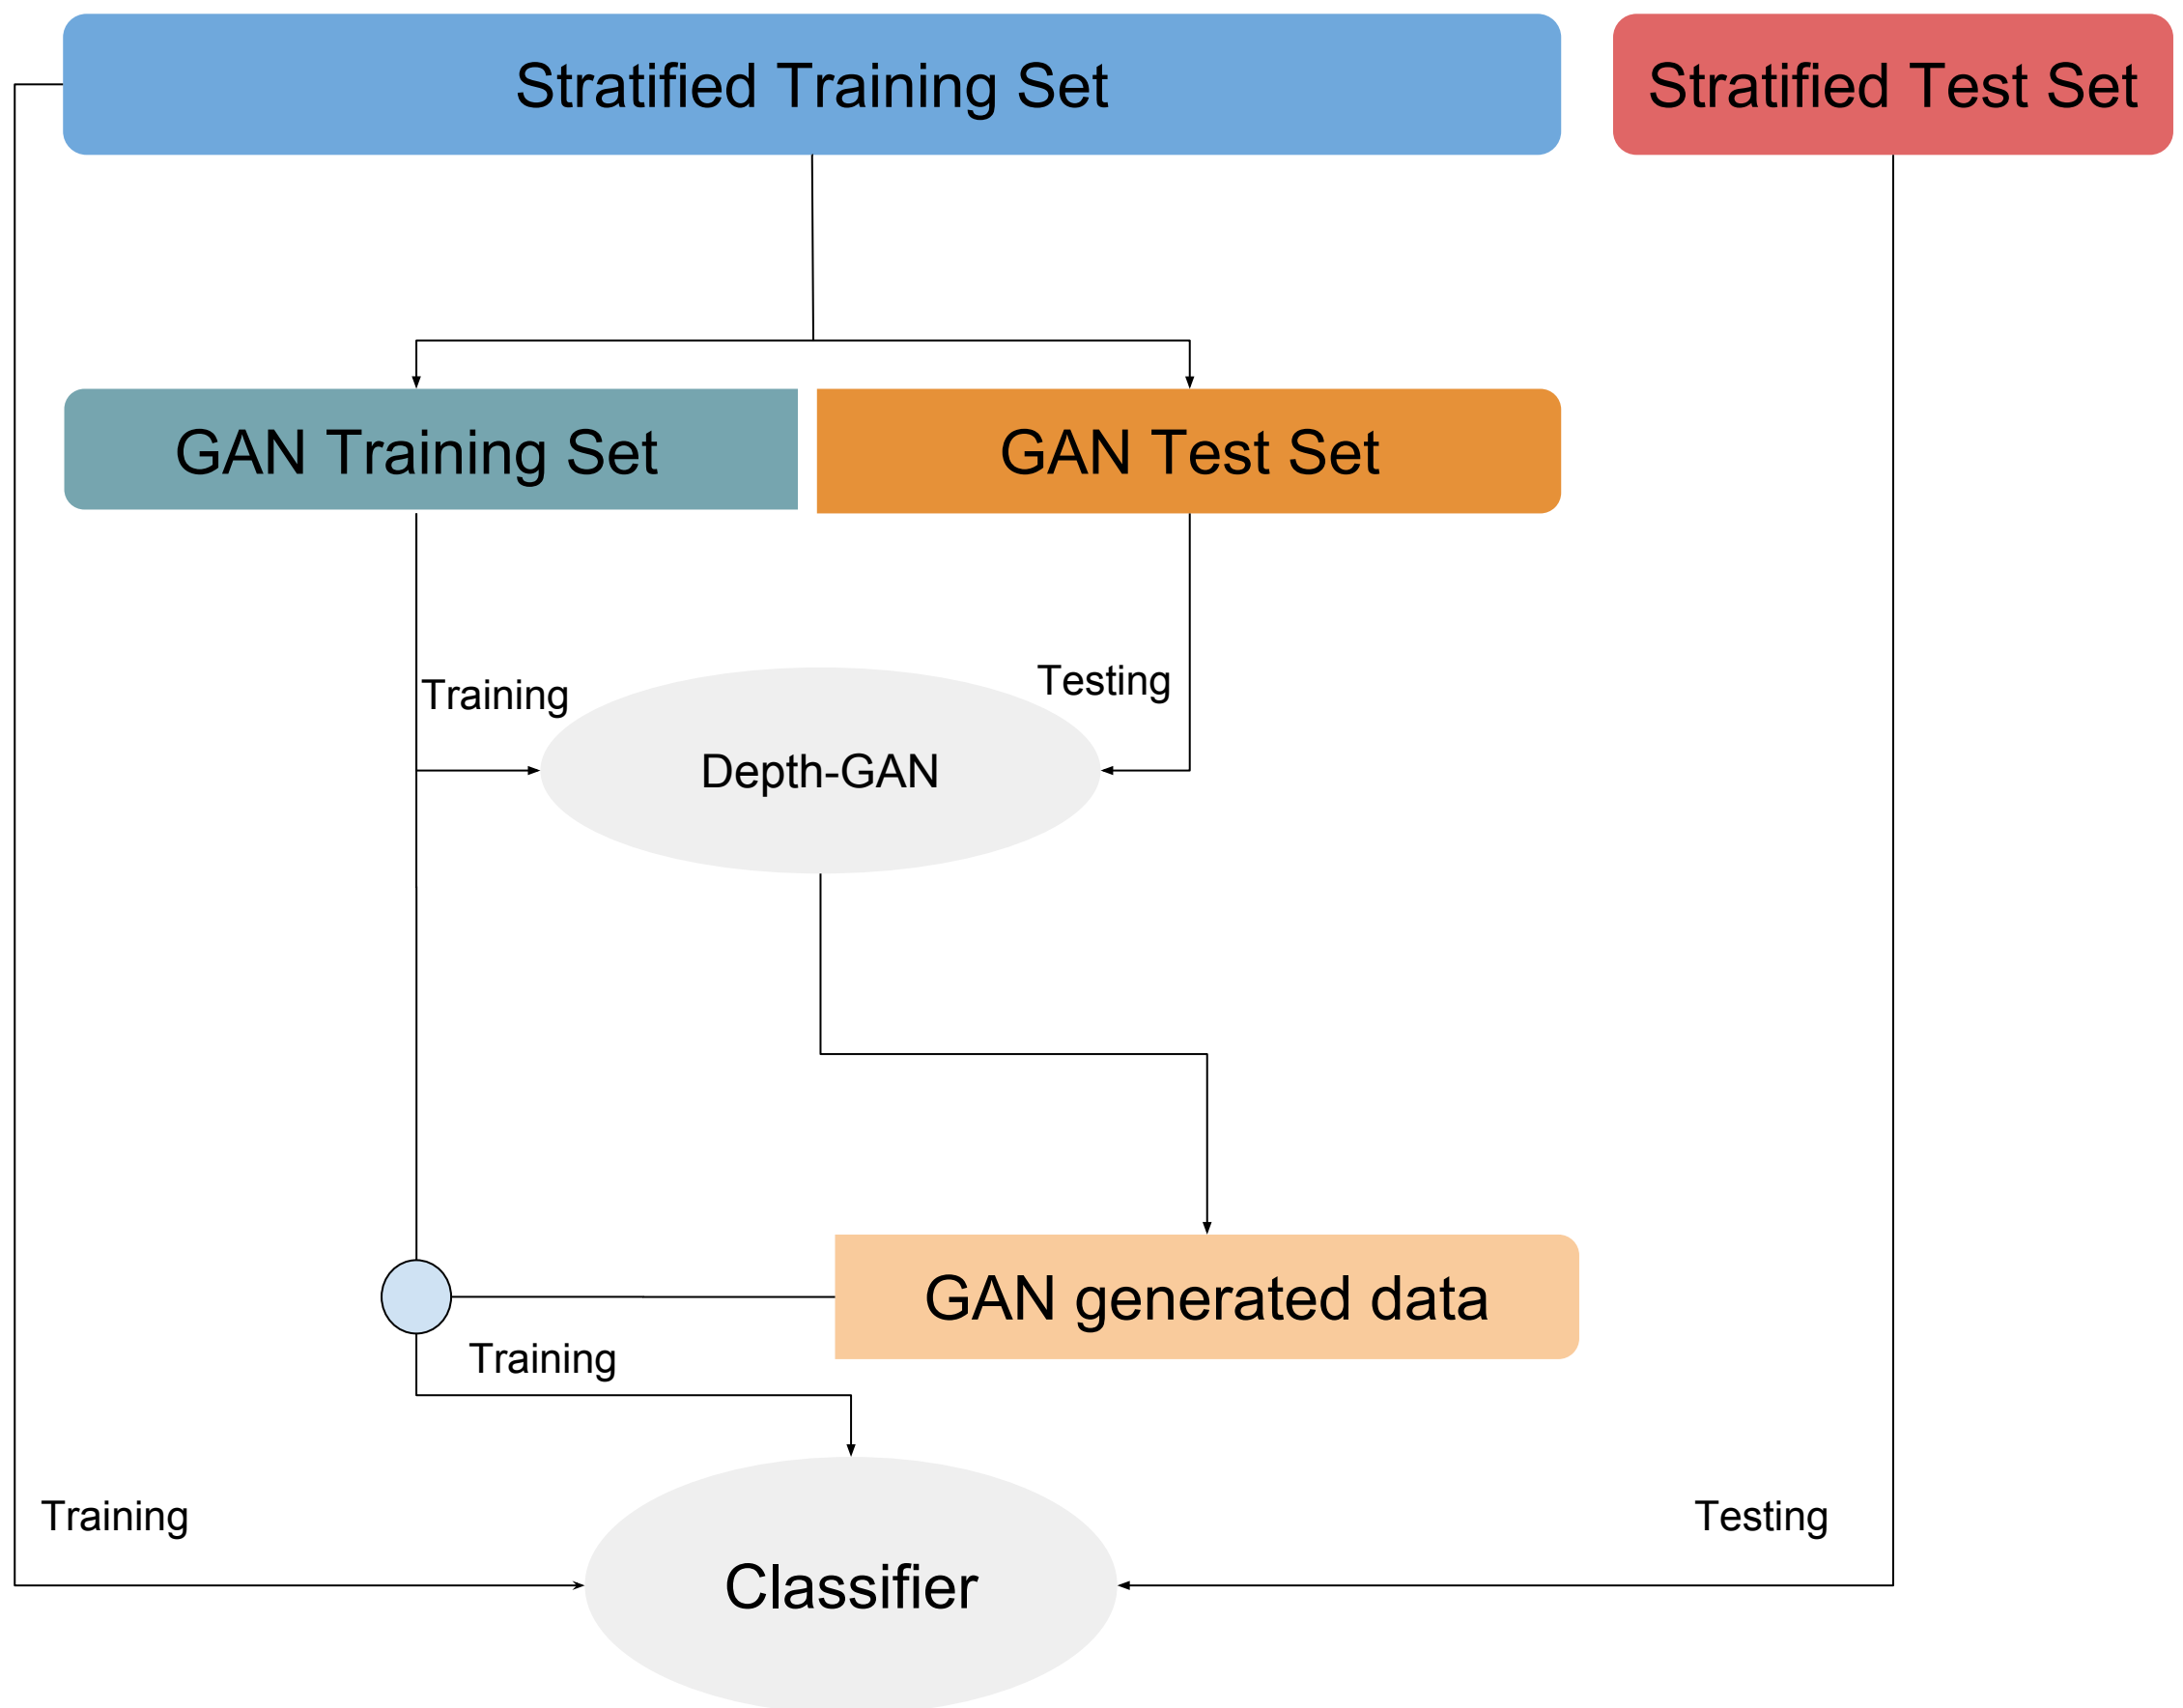 Stratified Training Set
Stratified Test Set
GAN Training Set
GAN Test Set
Training
Testing
Depth-GAN
GAN generated data
Training
Training
Testing
Classifier